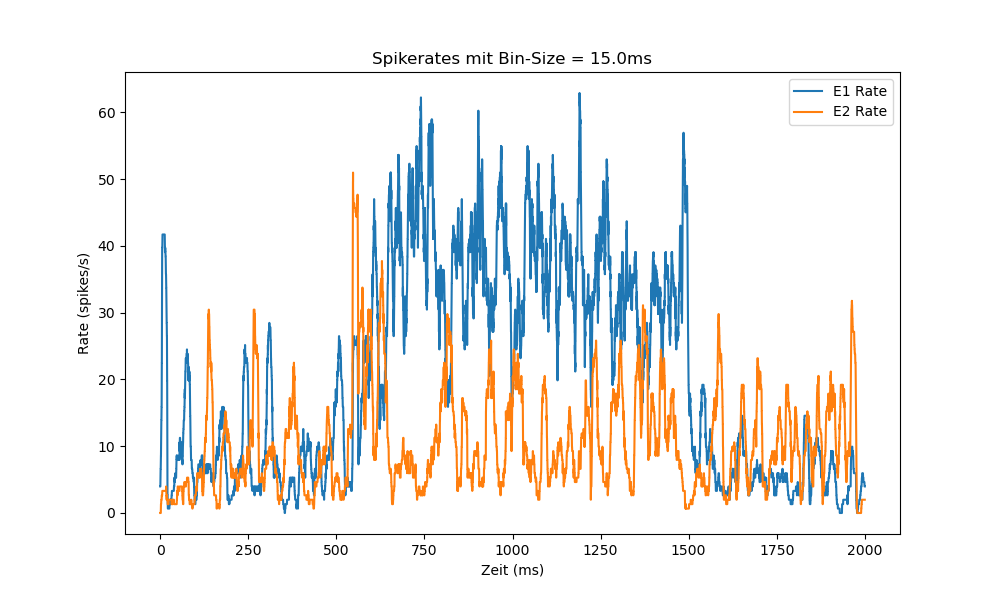 Spikerates mit Bin-Size = 15.0ms
E1 Rate
E2 Rate
60
50
40
30
20
10
0
Rate (spikes/s)
0 250 500 750 1000 1250 1500 1750 2000
Zeit (ms)